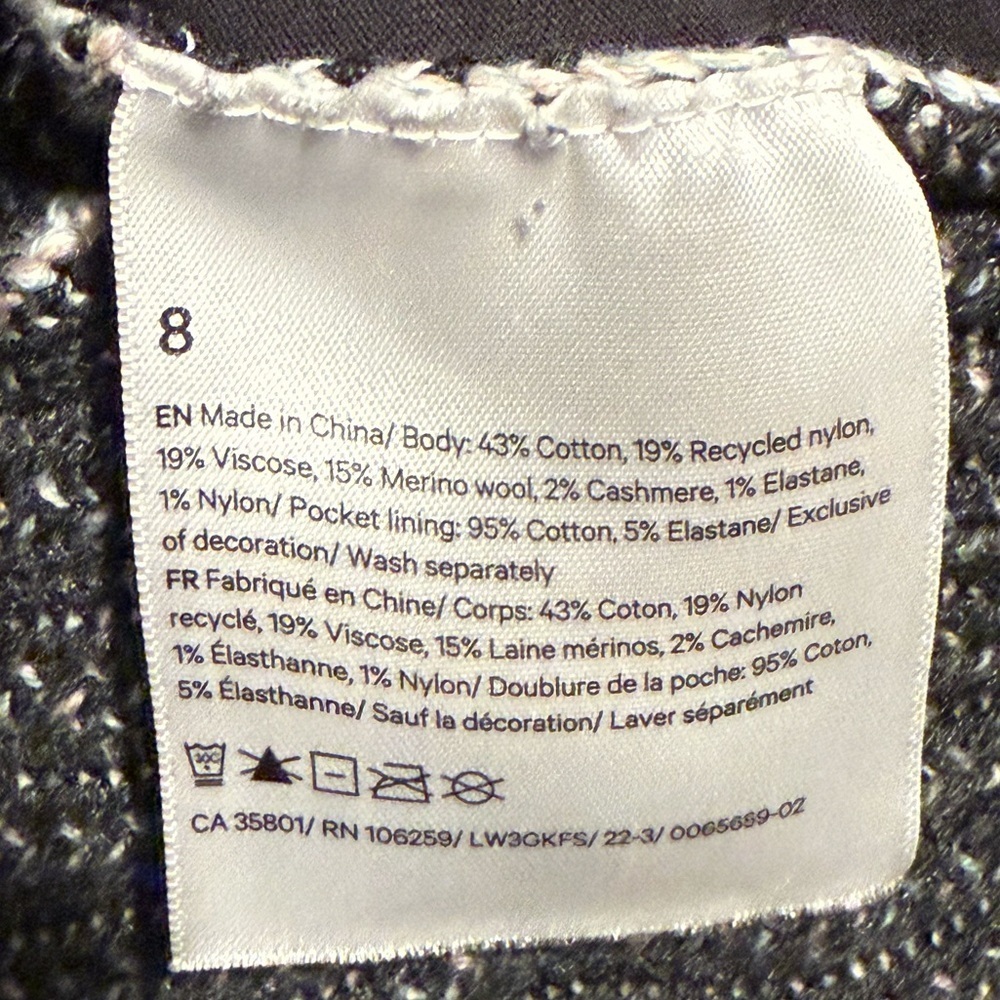 8
EN Made in China/ Body: 43% Cotton, 19% Recycled nylon,
19% Viscose, 15% Merino wool, 2% Cashmere, 1% Elastane,
1% Nylon/ Pocket lining: 95% Cotton, 5% Elastane/ Exclusive
of decoration/ Wash separately
FR Fabriqué en Chine/ Corps: 43% Coton, 19% Nylon
recyclé, 19% Viscose, 15% Laine mérinos, 2% Cachemire,
1% Élasthanne, 1% Nylon/ Doublure de la poche: 95% Coton,
5% Élasthanne/ Sauf la décoration/ Laver séparément
30C
CA 35801/ RN 106259/ LW3GKFS/ 22-3/ 0065659-02